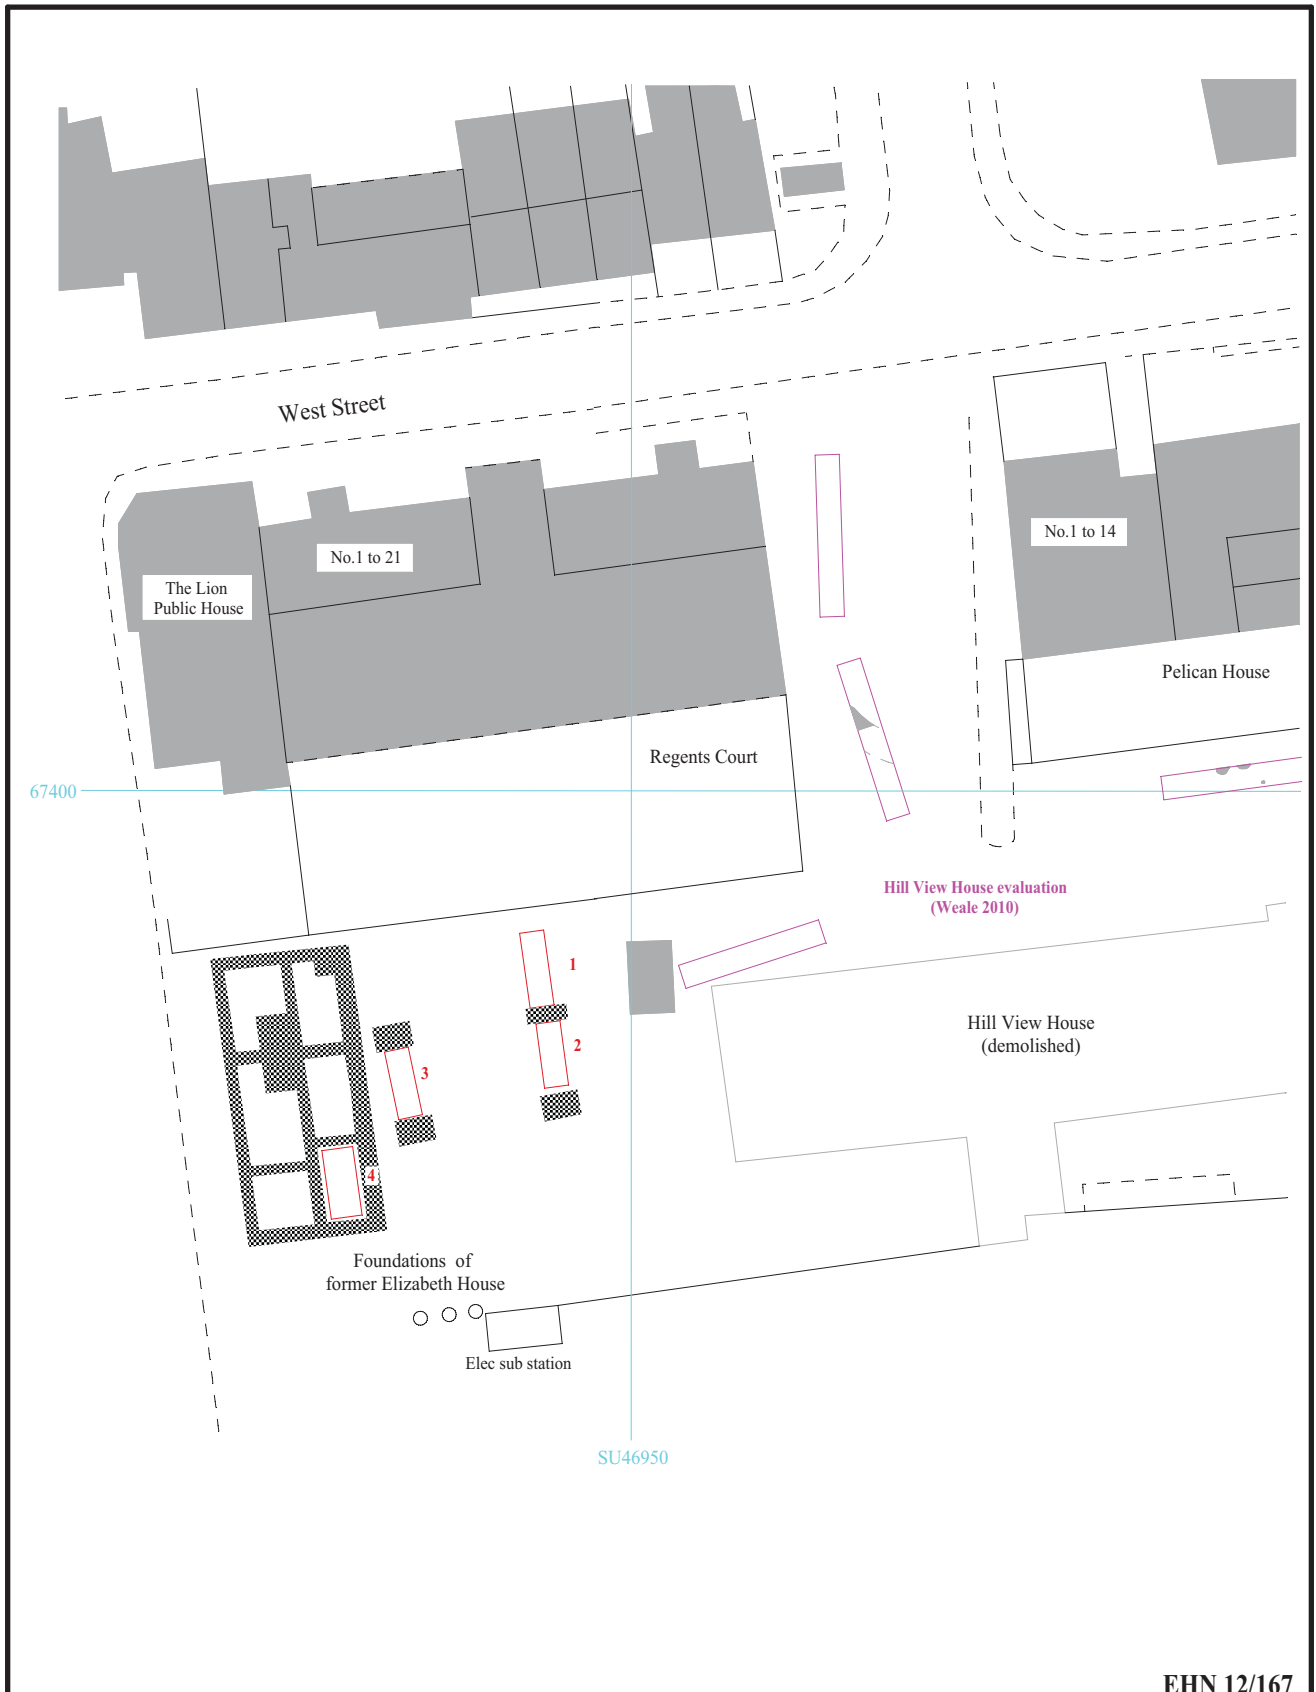 West Street
No.1 to 21
No.1 to 14
The Lion
Public House
Pelican House
Regents Court
67400
Hill View House evaluation
(Weale 2010)
1
Hill View House
(demolished)
2
3
4
Foundations of
former Elizabeth House
Elec sub station
SU46950
EHN 12/167